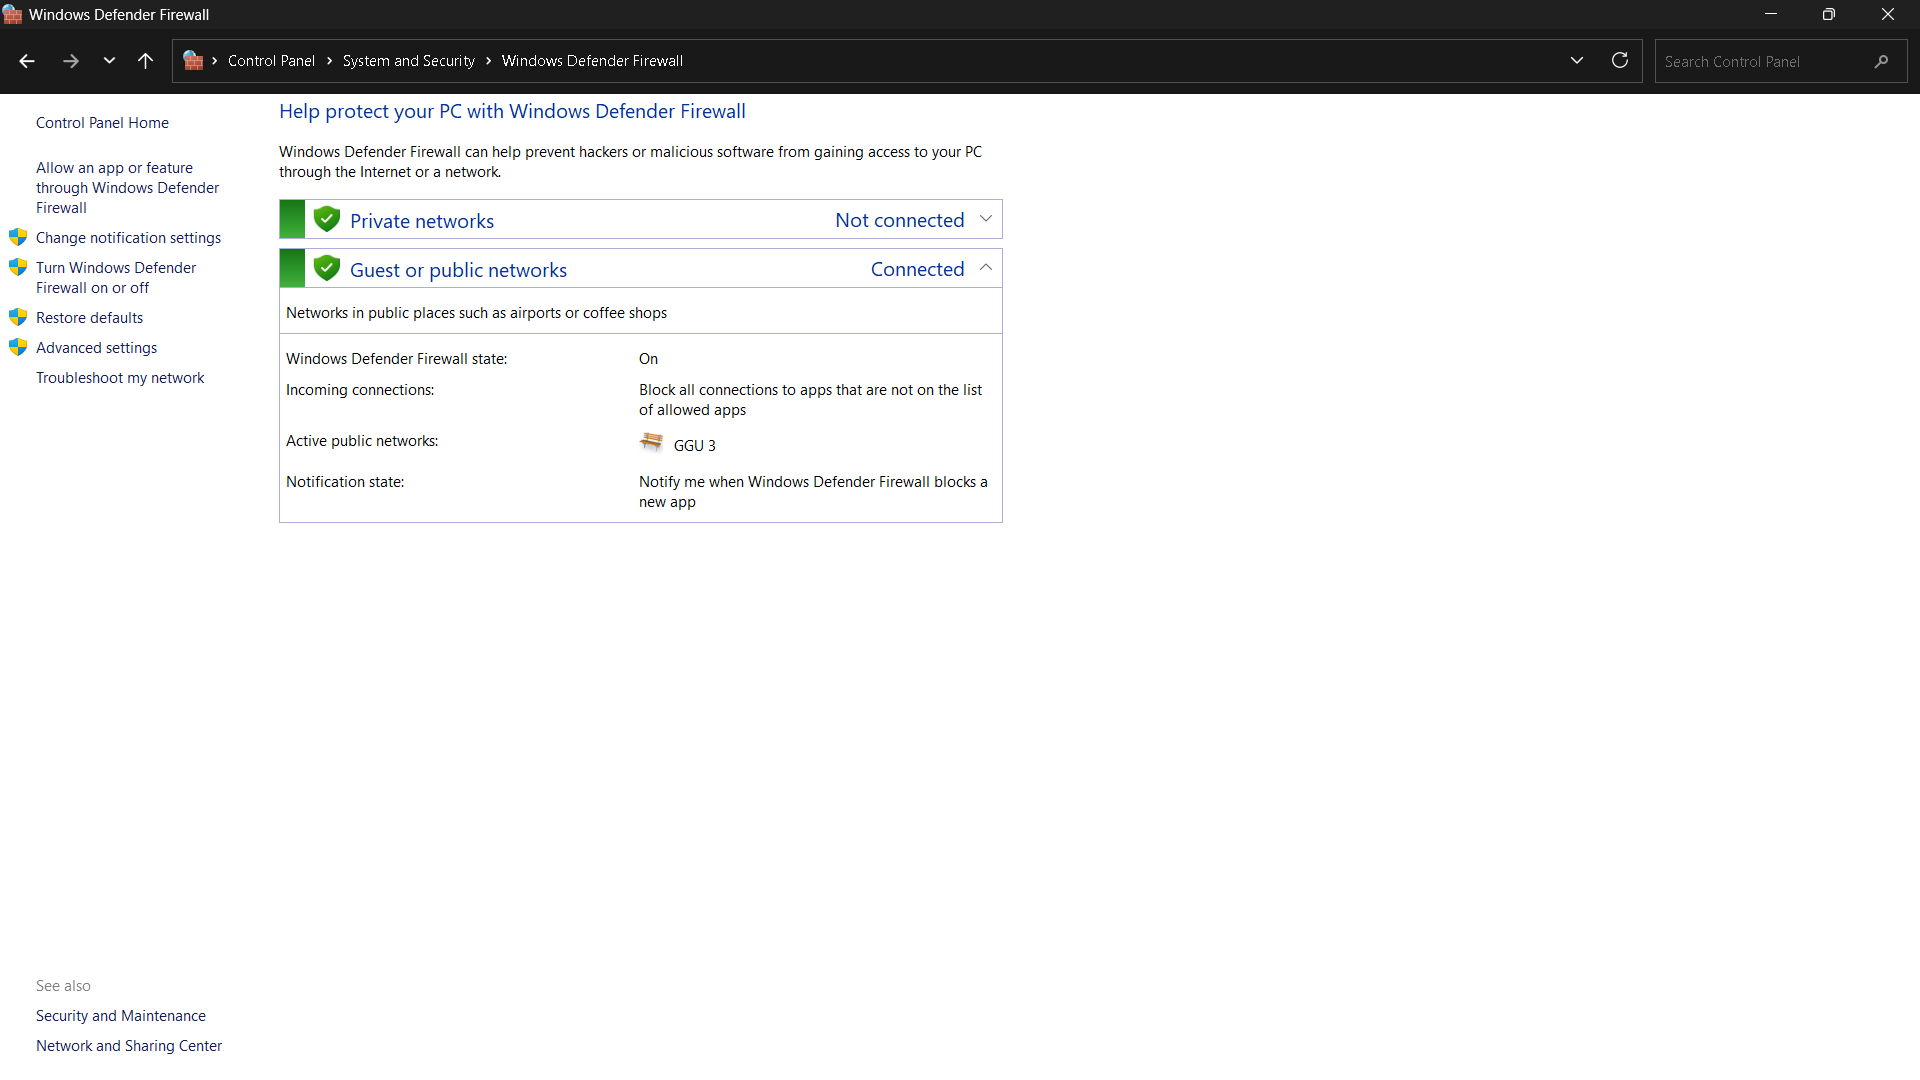 Windows Defender Firewall
Control Panel > System and Security > Windows Defender Firewall
Search Control Panel
Control Panel Home
Allow an app or feature
through Windows Defender
Firewall
Change notification settings
Turn Windows Defender
Firewall on or off
Restore defaults
Advanced settings
Troubleshoot my network
Help protect your PC with Windows Defender Firewall
Windows Defender Firewall can help prevent hackers or malicious software from gaining access to your PC
through the Internet or a network.
Private networks Not connected
Guest or public networks Connected
Networks in public places such as airports or coffee shops
Windows Defender Firewall state: On
Incoming connections: Block all connections to apps that are not on the list
of allowed apps
Active public networks: GGU 3
Notification state: Notify me when Windows Defender Firewall blocks a
new app
See also
Security and Maintenance
Network and Sharing Center